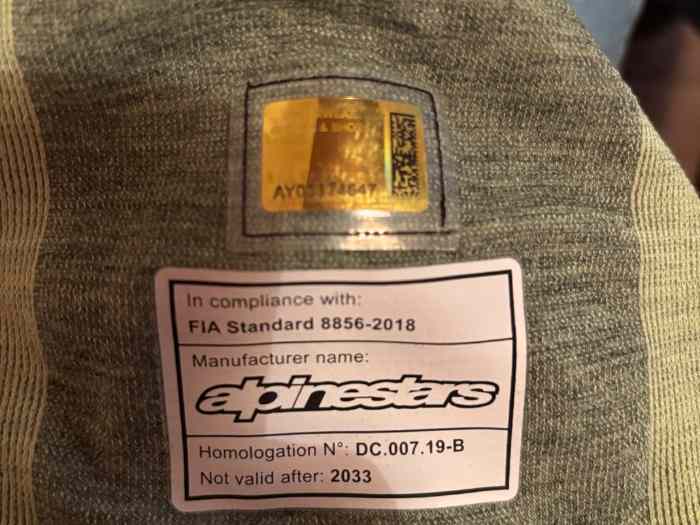 AY03174647
In compliance with:
FIA Standard 8856-2018
Manufacturer name:
alpinestars
Homologation N°: DC.007.19-B
Not valid after: 2033